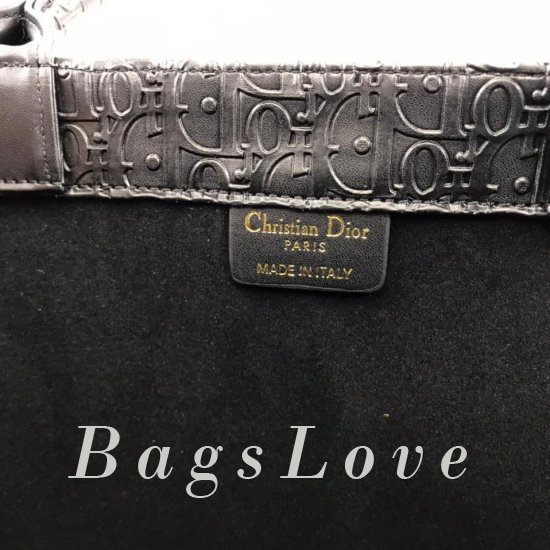 Christian Dior
PARIS
MADE IN ITALY
BagsLove